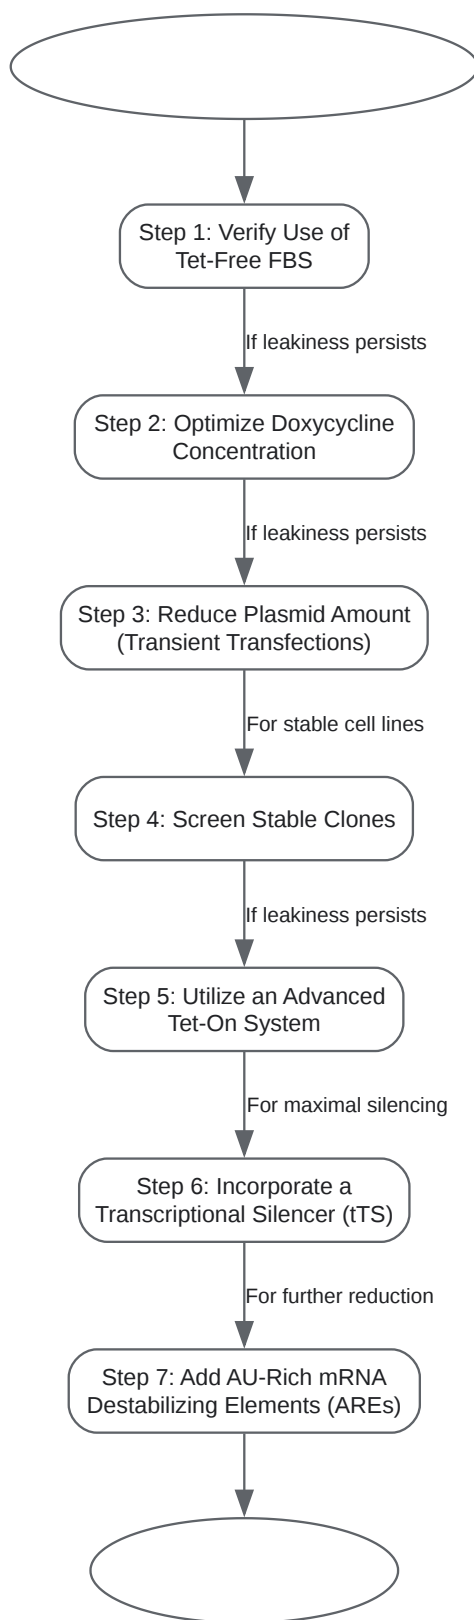 Step 1: Verify Use of
Tet-Free FBS
If leakiness persists
Step 2: Optimize Doxycycline
Concentration
If leakiness persists
Step 3: Reduce Plasmid Amount
(Transient Transfections)
For stable cell lines
Step 4: Screen Stable Clones
If leakiness persists
Step 5: Utilize an Advanced
Tet-On System
For maximal silencing
Step 6: Incorporate a
Transcriptional Silencer (tTS)
For further reduction
Step 7: Add AU-Rich mRNA
Destabilizing Elements (AREs)